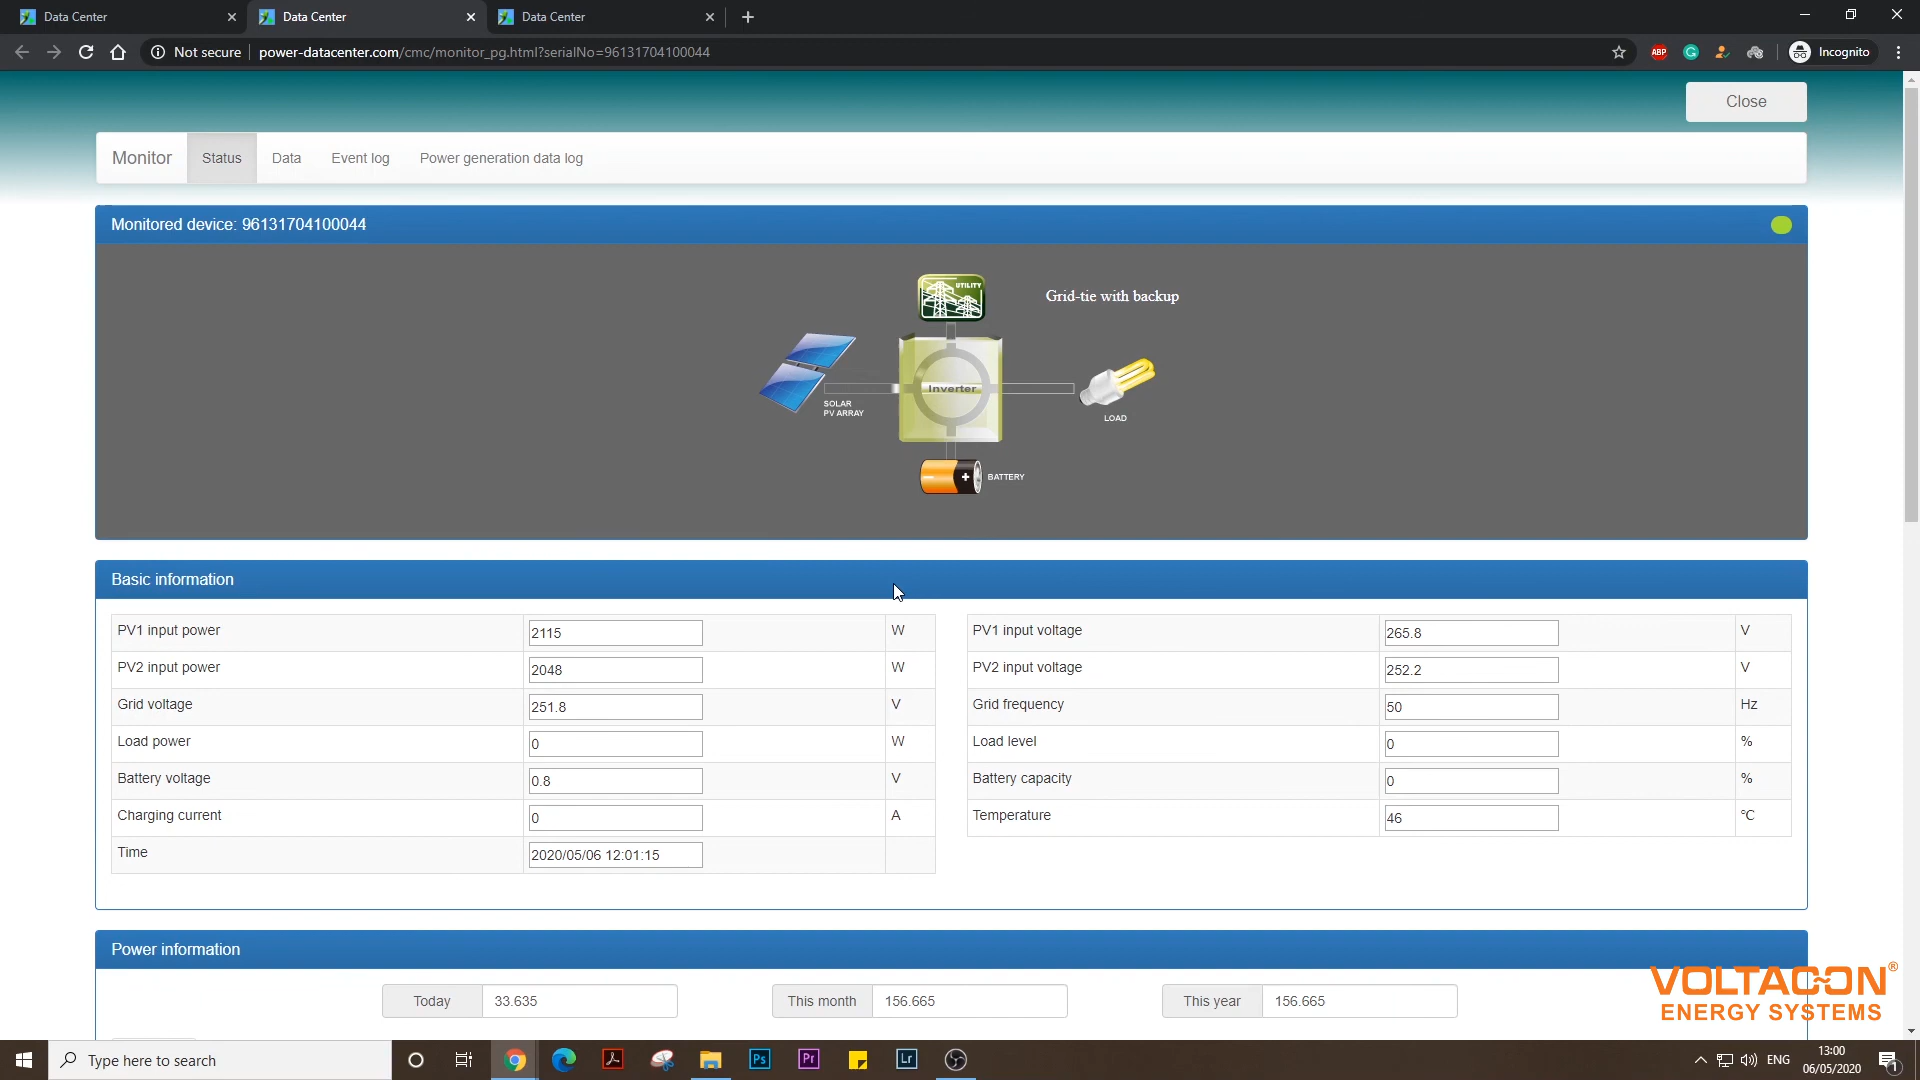 Data Center
Data Center
Data Center
Not secure
power-datacenter.com/cmc/monitor_pg.html?serialNo=96131704100044
ABP
Incognito
Close
Monitor
Status
Data
Event log
Power generation data log
Monitored device: 96131704100044
UTILITY
Grid-tie with backup
Inverter
SOLAR
PV ARRAY
LOAD
BATTERY
Basic information
PV1 input power 2115 W
PV1 input voltage 265.8 V
PV2 input power 2048 W
PV2 input voltage 252.2 V
Grid voltage 251.8 V
Grid frequency 50 Hz
Load power 0 W
Load level 0 %
Battery voltage 0.8 V
Battery capacity 0 %
Charging current 0 A
Temperature 46 °C
Time 2020/05/06 12:01:15
Power information
Today 33.635
This month 156.665
This year 156.665
VOLTACON®
ENERGY SYSTEMS
Type here to search
Ps
Pr
Lr
ENG
13:00
06/05/2020
1